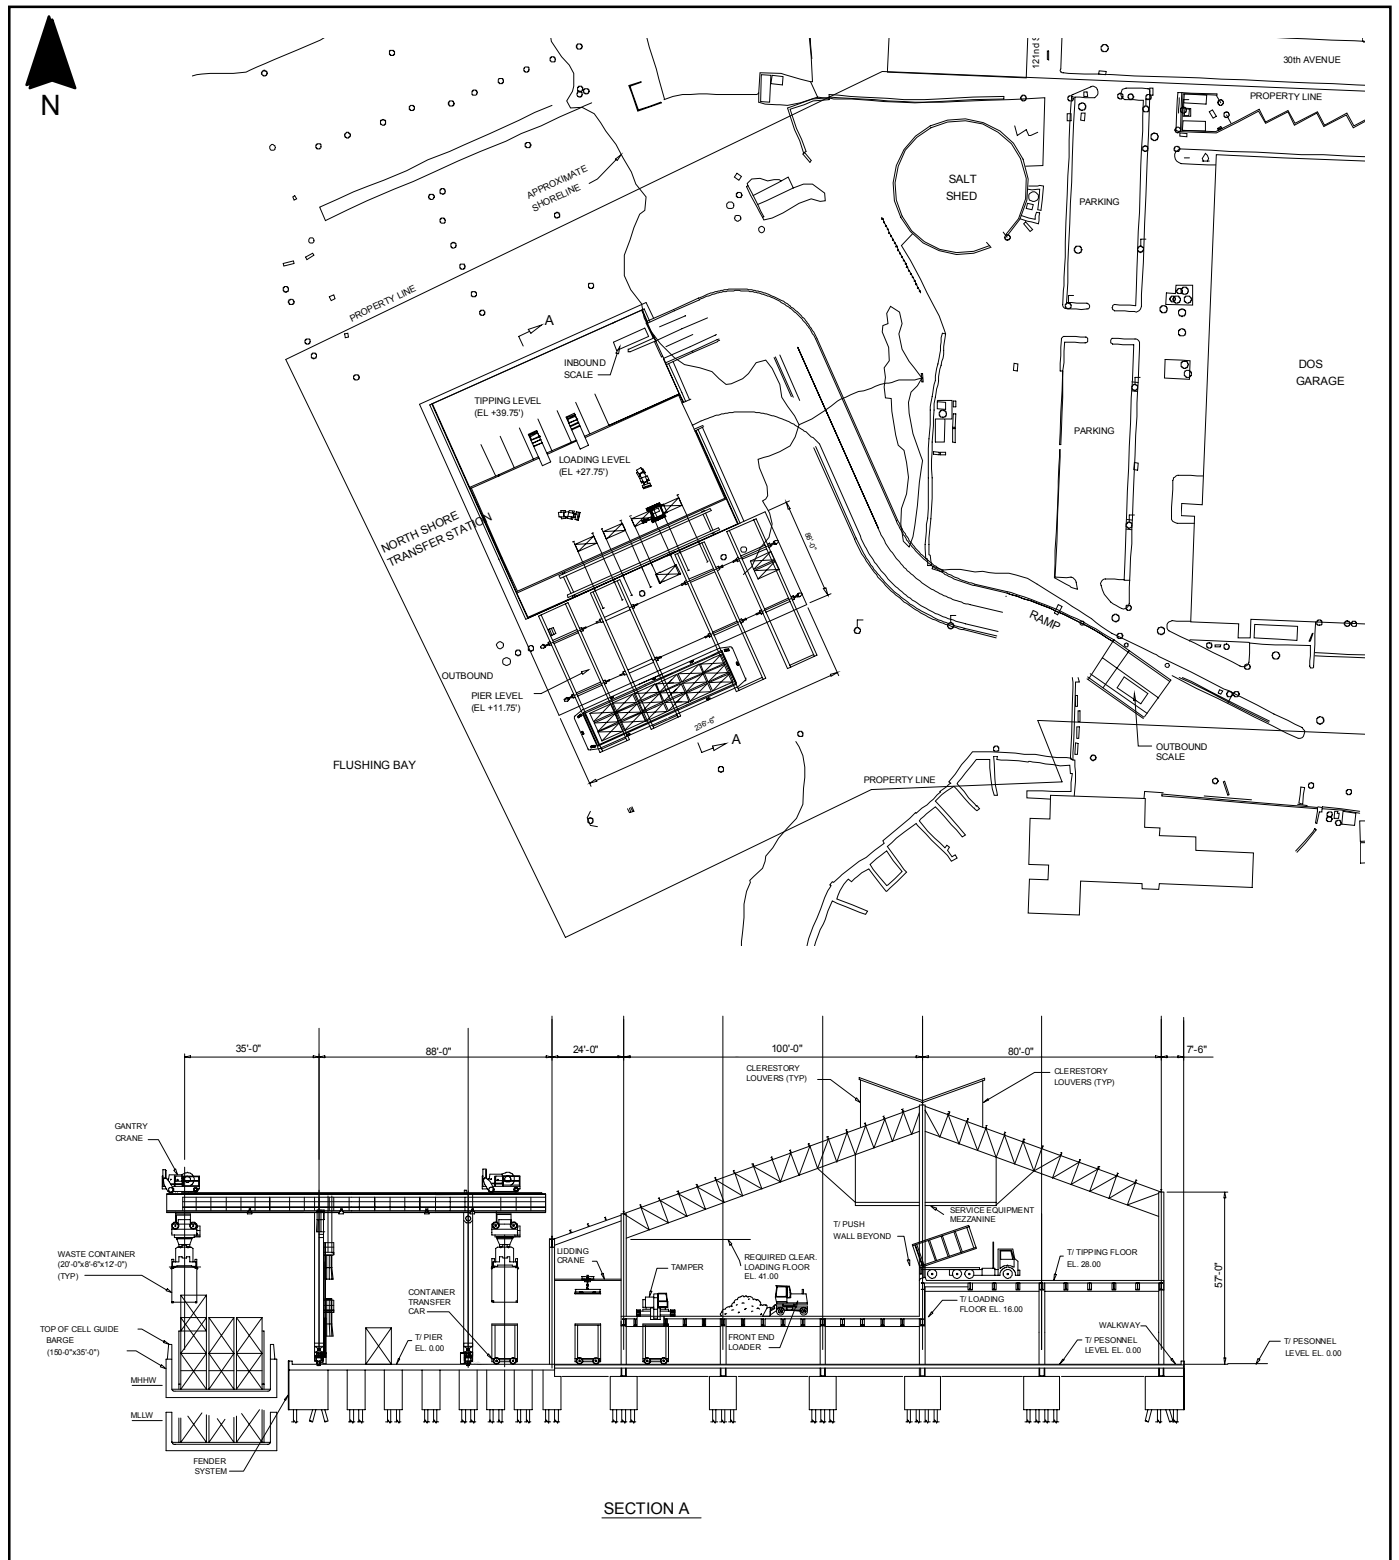 N
121nd S
30th AVENUE
PROPERTY LINE
APPROXIMATE
SHORELINE
SALT
SHED
PARKING
PROPERTY LINE
A
INBOUND
SCALE
DOS
GARAGE
TIPPING LEVEL
(EL +39.75')
PARKING
LOADING LEVEL
(EL +27.75')
NORTH SHORE
TRANSFER STATION
88'-0"
RAMP
OUTBOUND
PIER LEVEL
(EL +11.75')
236'-6"
A
OUTBOUND
SCALE
FLUSHING BAY
PROPERTY LINE
35'-0"
88'-0"
24'-0"
100'-0"
80'-0"
7'-6"
CLERESTORY
LOUVERS (TYP)
CLERESTORY
LOUVERS (TYP)
GANTRY
CRANE
SERVICE EQUIPMENT
MEZZANINE
T/ PUSH
WALL BEYOND
WASTE CONTAINER
(20'-0"x8'-6"x12'-0")
(TYP)
LIDDING
CRANE
TAMPER
REQUIRED CLEAR.
LOADING FLOOR
EL. 41.00
T/ TIPPING FLOOR
EL. 28.00
57'-0"
CONTAINER
TRANSFER
CAR
T/ LOADING
FLOOR EL. 16.00
TOP OF CELL GUIDE
BARGE
(150-0"x35'-0")
T/ PIER
EL. 0.00
FRONT END
LOADER
WALKWAY
T/ PESONNEL
LEVEL EL. 0.00
T/ PESONNEL
LEVEL EL. 0.00
MHHW
MLLW
FENDER
SYSTEM
SECTION A